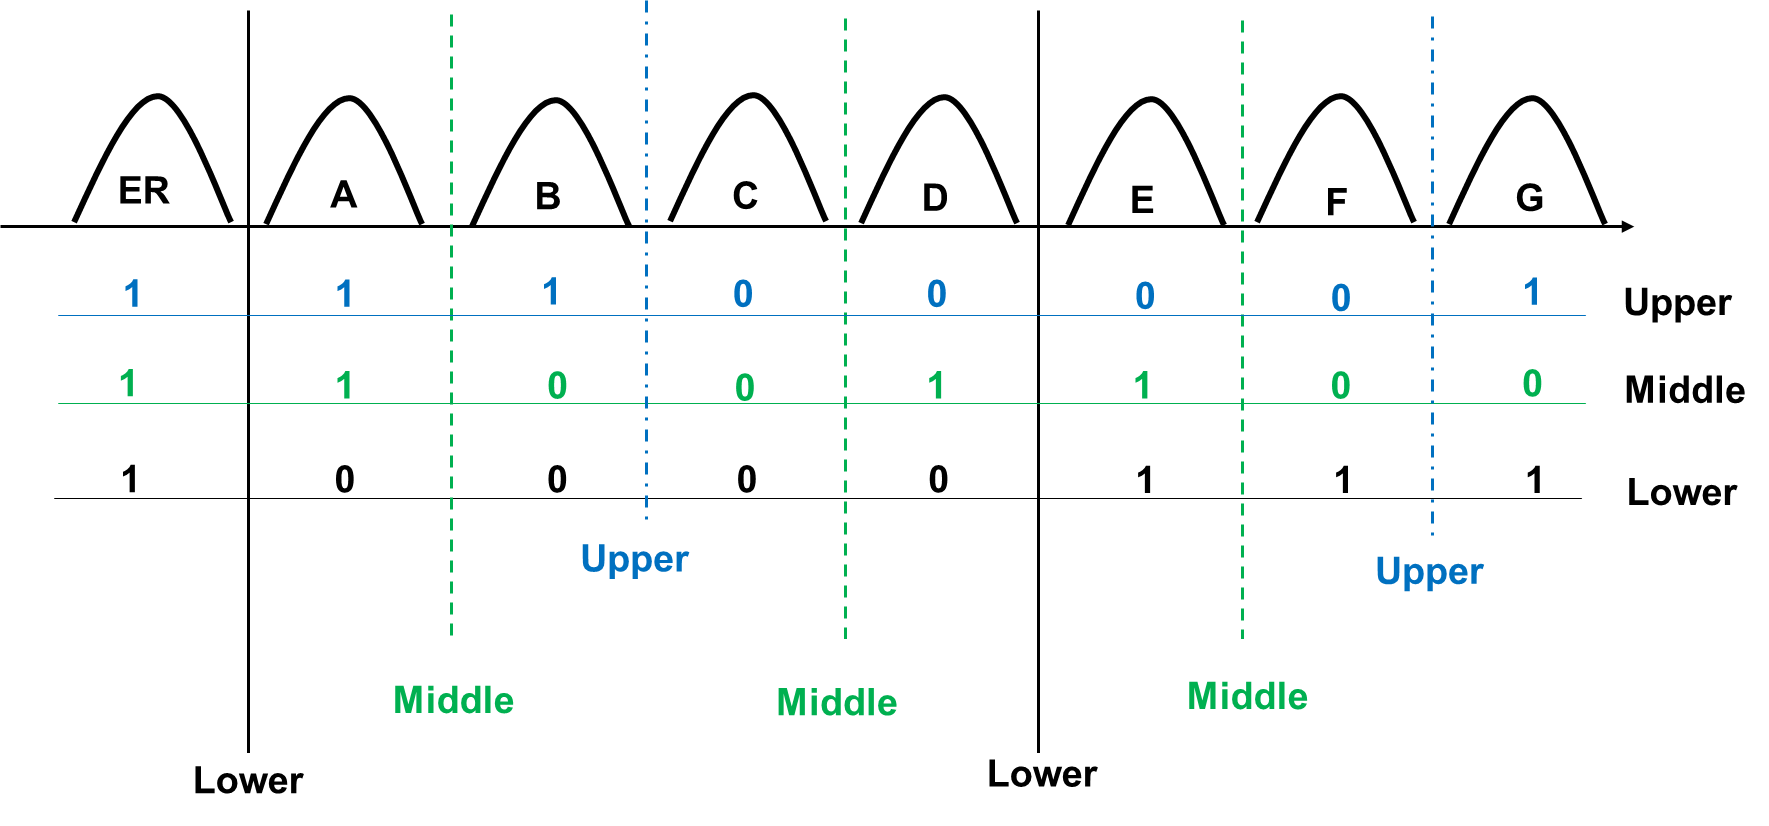 ER A B C D E F G
1 1 1 0 0 0 0 1 Upper
1 1 0 0 1 1 0 0 Middle
1 0 0 0 0 1 1 1 Lower
Upper Upper
Middle Middle Middle
Lower Lower